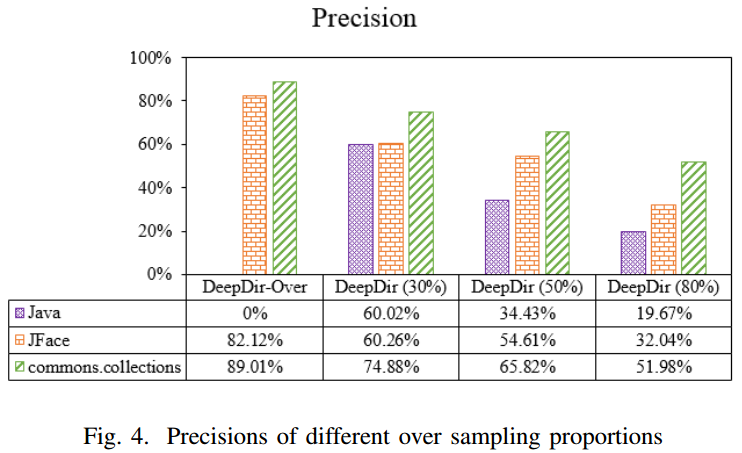 Precision
100%
80%
60%
40%
20%
0%
DeepDir-Over DeepDir (30%) DeepDir (50%) DeepDir (80%)
Java 0% 60.02% 34.43% 19.67%
JFace 82.12% 60.26% 54.61% 32.04%
commons.collections 89.01% 74.88% 65.82% 51.98%
Fig. 4. Precisions of different over sampling proportions